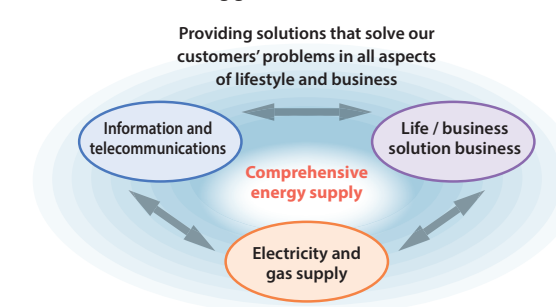 Providing solutions that solve our
customers’ problems in all aspects
of lifestyle and business
Information and
telecommunications
Life / business
solution business
Comprehensive
energy supply
Electricity and
gas supply